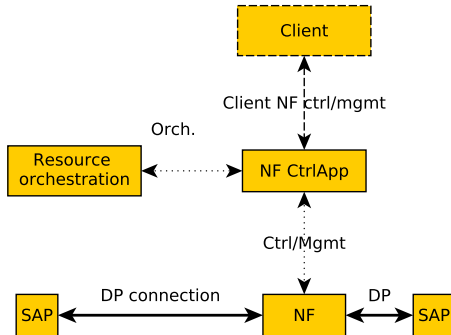 Client
Client NF ctrl/mgmt
Orch.
Resource
orchestration
NF CtrlApp
Ctrl/Mgmt
DP connection
DP
SAP
NF
SAP